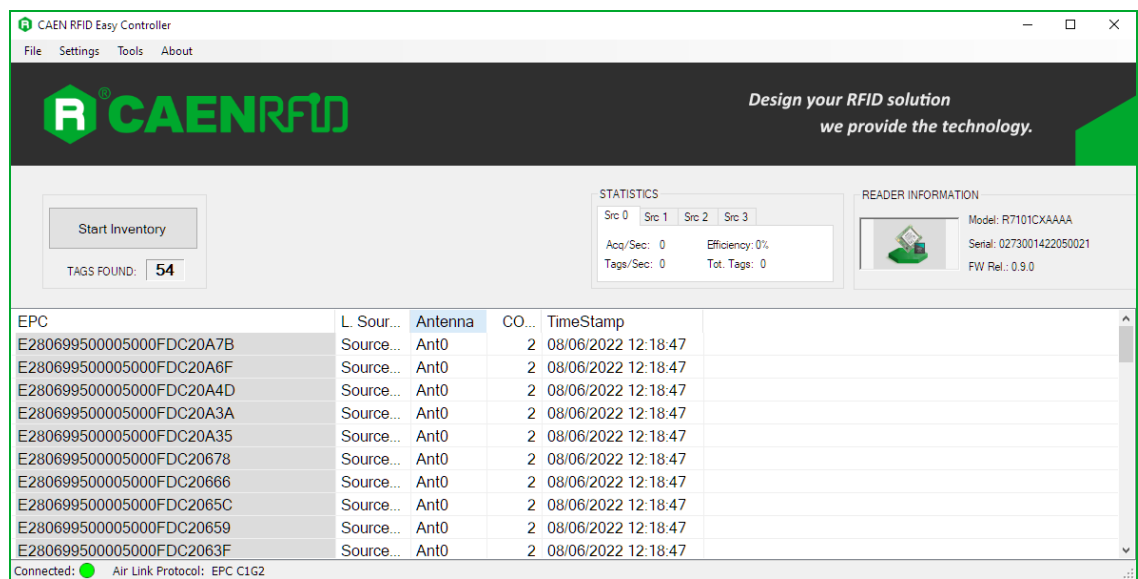 CAEN RFID Easy Controller
File Settings Tools About
R® CAENRFID
Design your RFID solution
we provide the technology.
Start Inventory
TAGS FOUND: 54
STATISTICS
Src 0 Src 1 Src 2 Src 3
Acq/Sec: 0 Efficiency: 0%
Tags/Sec: 0 Tot. Tags: 0
READER INFORMATION
Model: R7101CXAAAA
Serial: 0273001422050021
FW Rel.: 0.9.0
EPC L. Sour... Antenna CO... TimeStamp
E280699500005000FDC20A7B Source... Ant0 2 08/06/2022 12:18:47
E280699500005000FDC20A6F Source... Ant0 2 08/06/2022 12:18:47
E280699500005000FDC20A4D Source... Ant0 2 08/06/2022 12:18:47
E280699500005000FDC20A3A Source... Ant0 2 08/06/2022 12:18:47
E280699500005000FDC20A35 Source... Ant0 2 08/06/2022 12:18:47
E280699500005000FDC20678 Source... Ant0 2 08/06/2022 12:18:47
E280699500005000FDC20666 Source... Ant0 2 08/06/2022 12:18:47
E280699500005000FDC2065C Source... Ant0 2 08/06/2022 12:18:47
E280699500005000FDC20659 Source... Ant0 2 08/06/2022 12:18:47
E280699500005000FDC2063F Source... Ant0 2 08/06/2022 12:18:47
Connected: Air Link Protocol: EPC C1G2